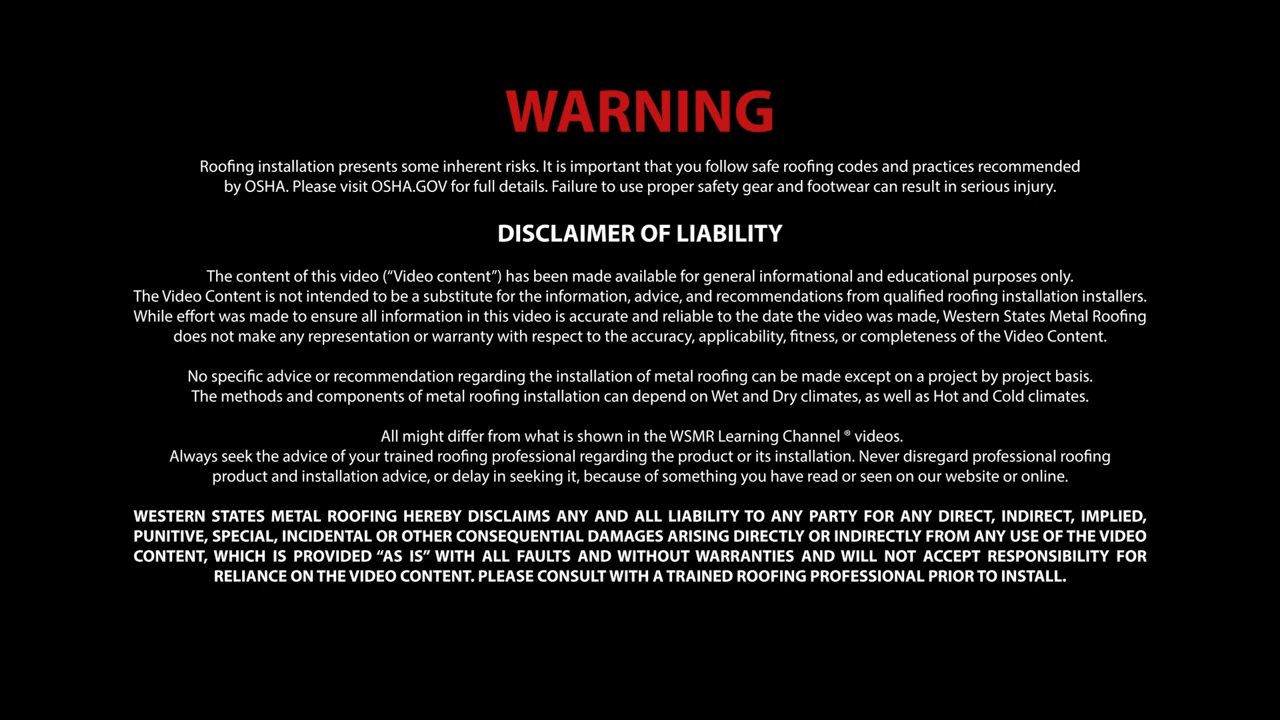 WARNING
Roofing installation presents some inherent risks. It is important that you follow safe roofing codes and practices recommended
by OSHA. Please visit OSHA.GOV for full details. Failure to use proper safety gear and footwear can result in serious injury.
DISCLAIMER OF LIABILITY
The content of this video (“Video content”) has been made available for general informational and educational purposes only.
The Video Content is not intended to be a substitute for the information, advice, and recommendations from qualified roofing installation installers.
While effort was made to ensure all information in this video is accurate and reliable to the date the video was made, Western States Metal Roofing
does not make any representation or warranty with respect to the accuracy, applicability, fitness, or completeness of the Video Content.
No specific advice or recommendation regarding the installation of metal roofing can be made except on a project by project basis.
The methods and components of metal roofing installation can depend on Wet and Dry climates, as well as Hot and Cold climates.
All might differ from what is shown in the WSMR Learning Channel ® videos.
Always seek the advice of your trained roofing professional regarding the product or its installation. Never disregard professional roofing
product and installation advice, or delay in seeking it, because of something you have read or seen on our website or online.
WESTERN STATES METAL ROOFING HEREBY DISCLAIMS ANY AND ALL LIABILITY TO ANY PARTY FOR ANY DIRECT, INDIRECT, IMPLIED,
PUNITIVE, SPECIAL, INCIDENTAL OR OTHER CONSEQUENTIAL DAMAGES ARISING DIRECTLY OR INDIRECTLY FROM ANY USE OF THE VIDEO
CONTENT, WHICH IS PROVIDED “AS IS” WITH ALL FAULTS AND WITHOUT WARRANTIES AND WILL NOT ACCEPT RESPONSIBILITY FOR
RELIANCE ON THE VIDEO CONTENT. PLEASE CONSULT WITH A TRAINED ROOFING PROFESSIONAL PRIOR TO INSTALL.